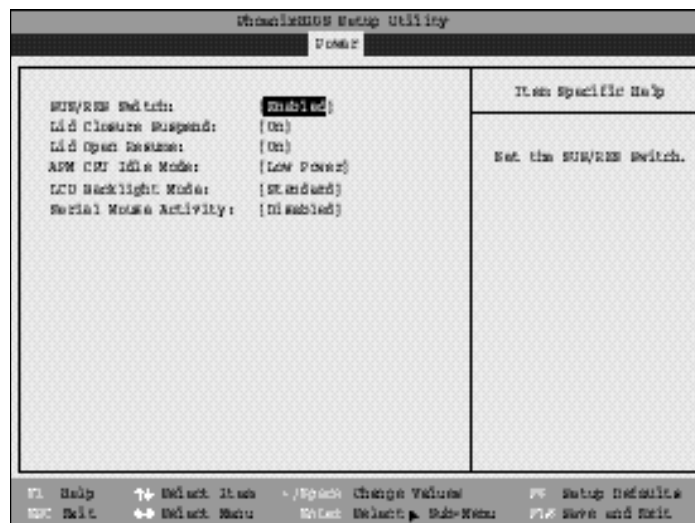 PhoenixBIOS Setup Utility
Power
Item Specific Help
SUS/RES Switch: [Enabled]
Lid Closure Suspend: [On]
Lid Open Resume: [On]
APM CPU Idle Mode: [Low Power]
LCD Backlight Mode: [Standard]
Serial Mouse Activity: [Disabled]
Set the SUS/RES Switch.
F1 Help Select Item -/Space Change Values Setup Defaults
ESC Exit Select Menu Enter Select Sub-Menu Save and Exit